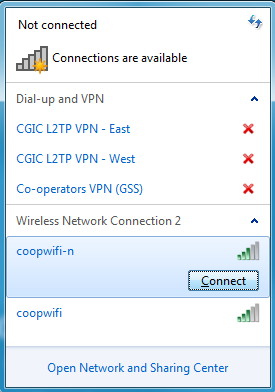 Not connected
Connections are available
Dial-up and VPN
CGIC L2TP VPN - East
CGIC L2TP VPN - West
Co-operators VPN (GSS)
Wireless Network Connection 2
coopwifi-n
Connect
coopwifi
Open Network and Sharing Center